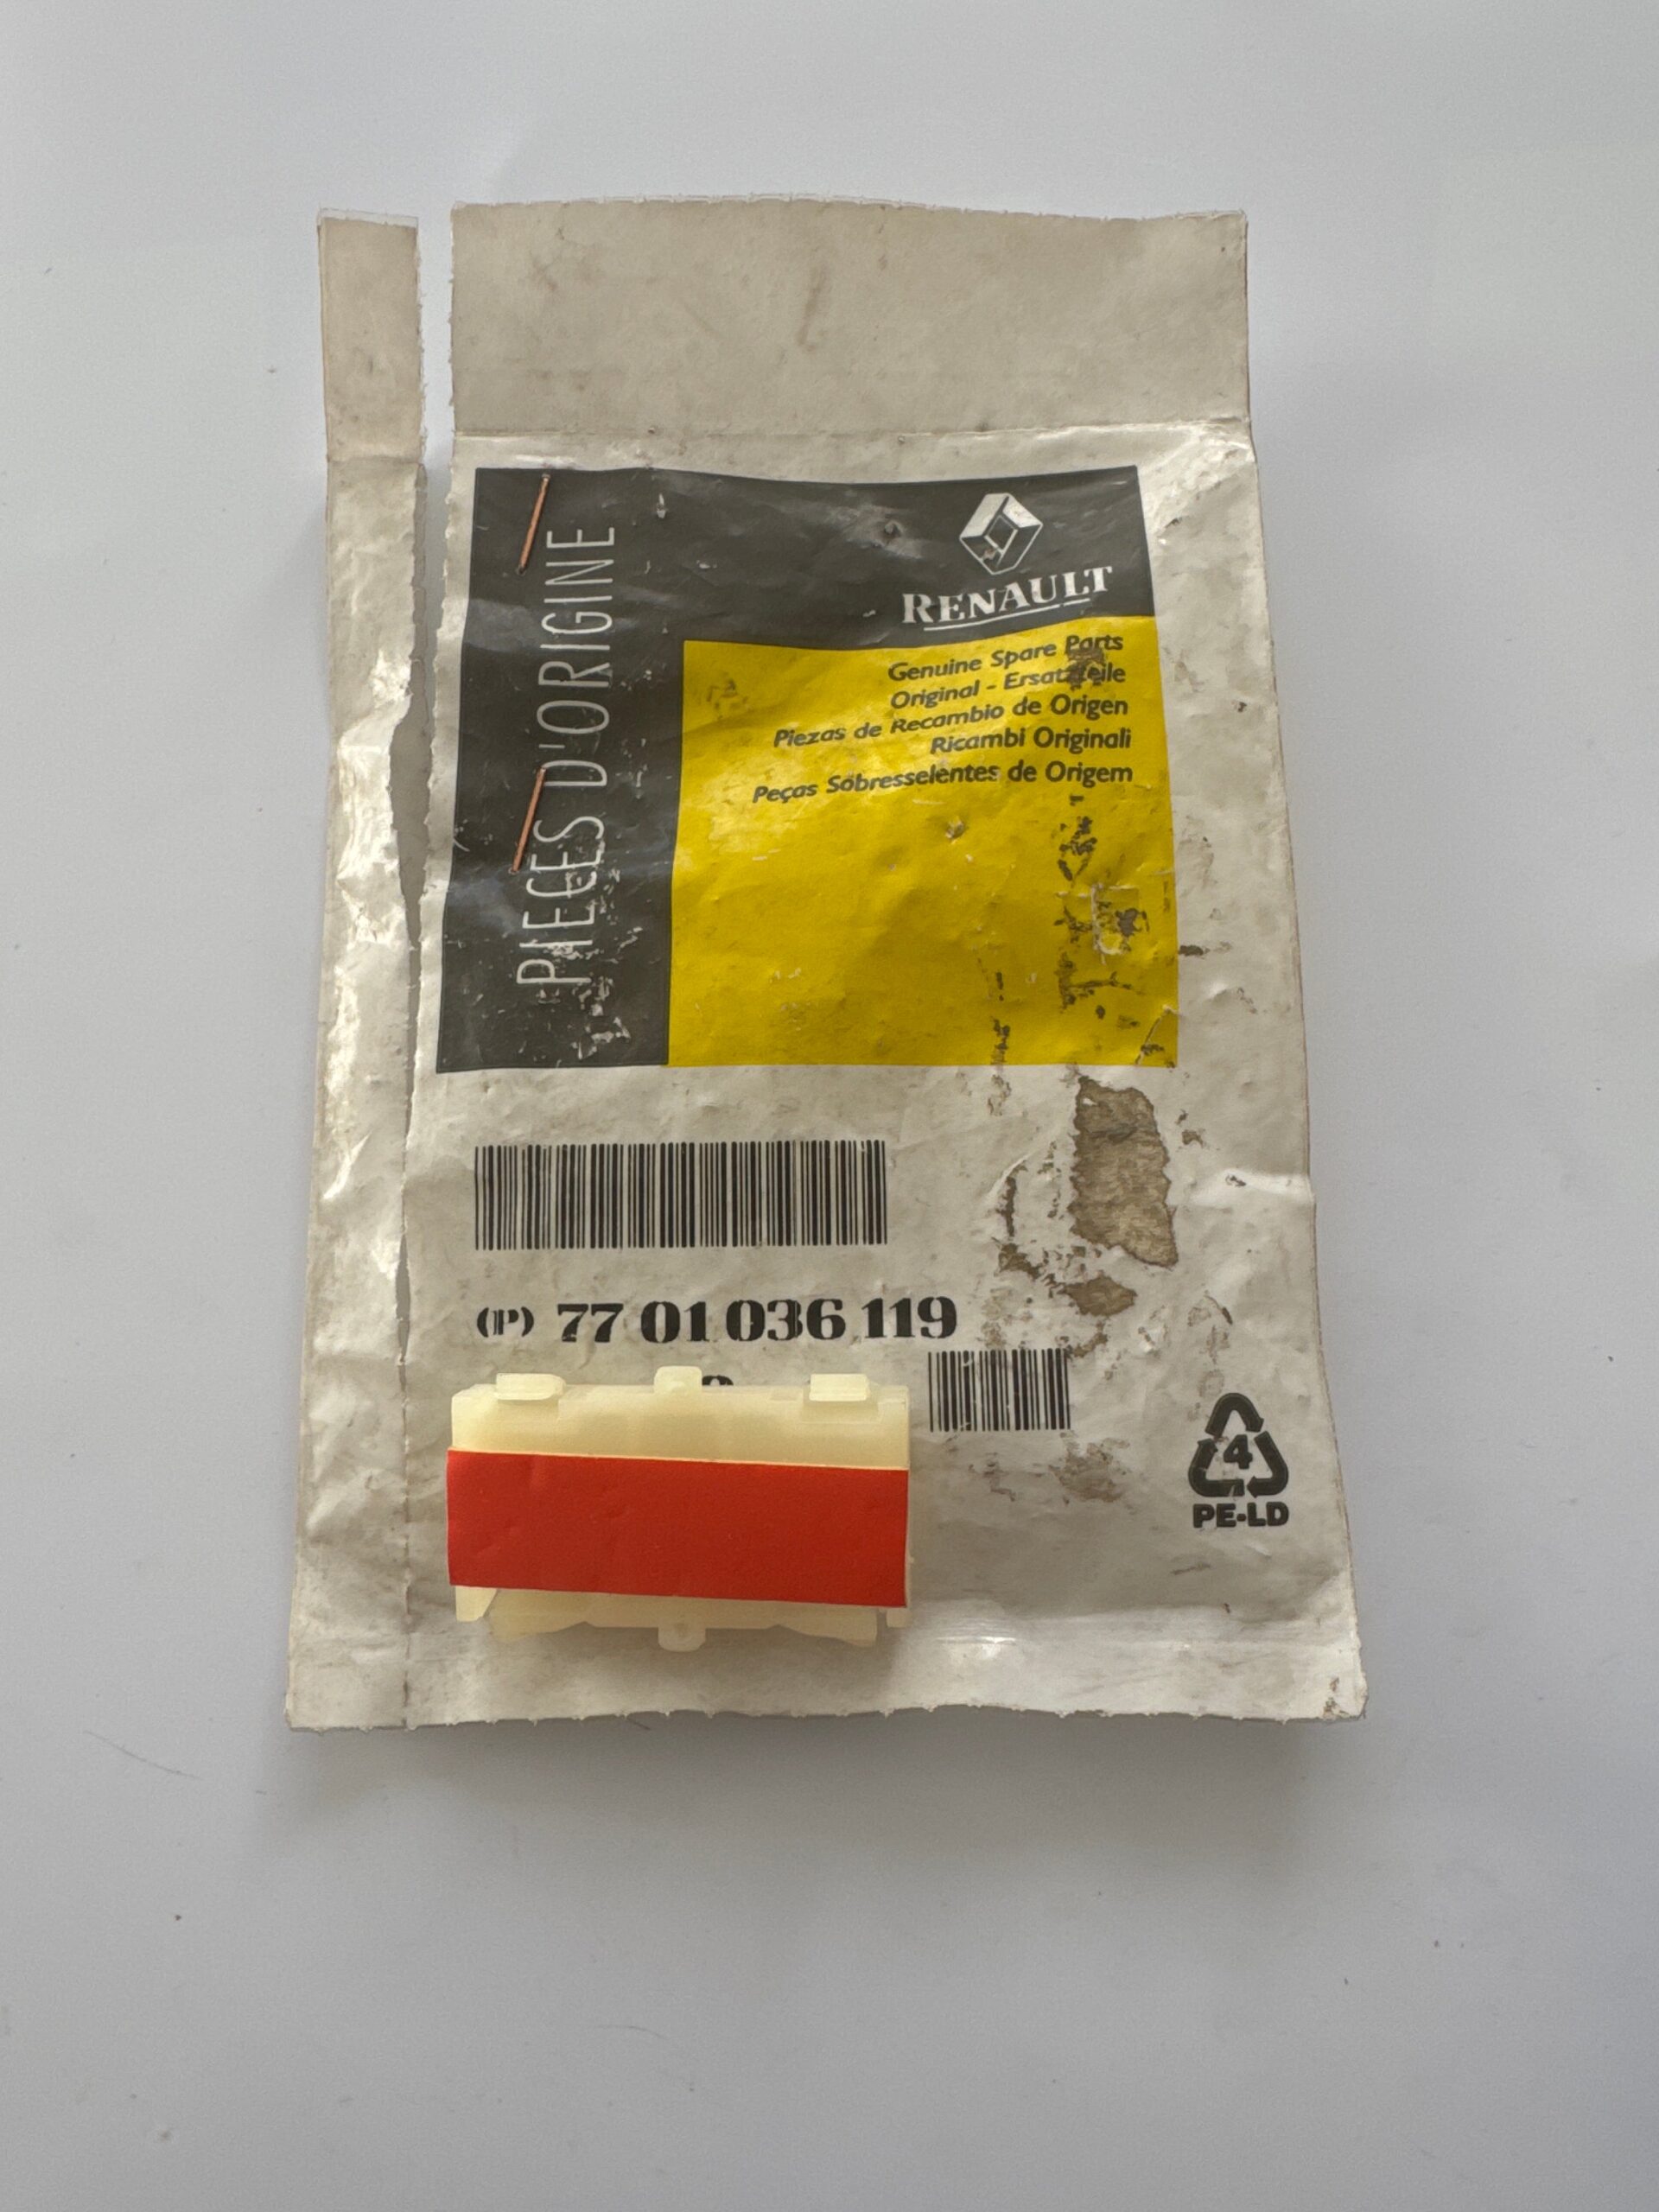 PIECES D'ORIGINE
RENAULT
Genuine Spare Parts
Original - Ersatzteile
Piezas de Recambio de Origen
Ricambi Originali
Peças Sobresselentes de Origem
(P) 77 01 036 119
4
PE-LD